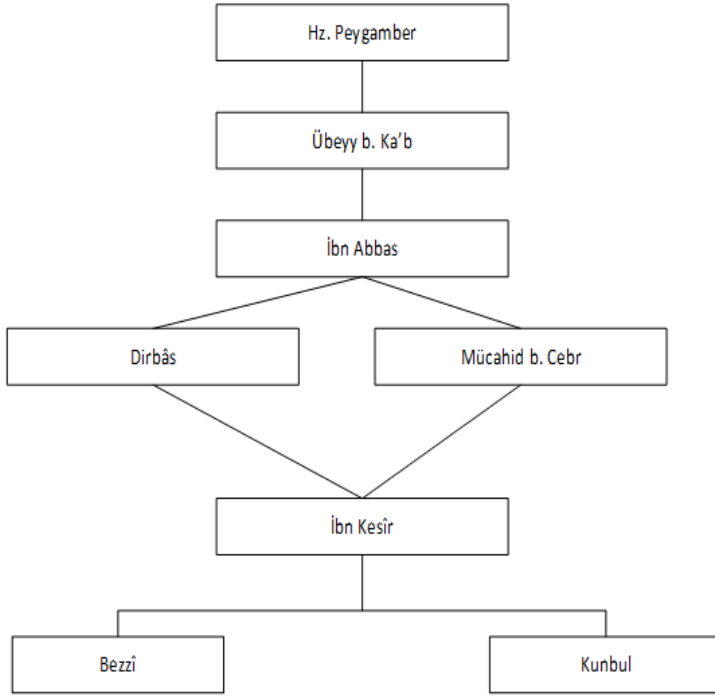 Hz. Peygamber
Übeyy b. Ka’b
İbn Abbas
Dirbâs
Mücahid b. Cebr
İbn Kesîr
Bezzî
Kunbul